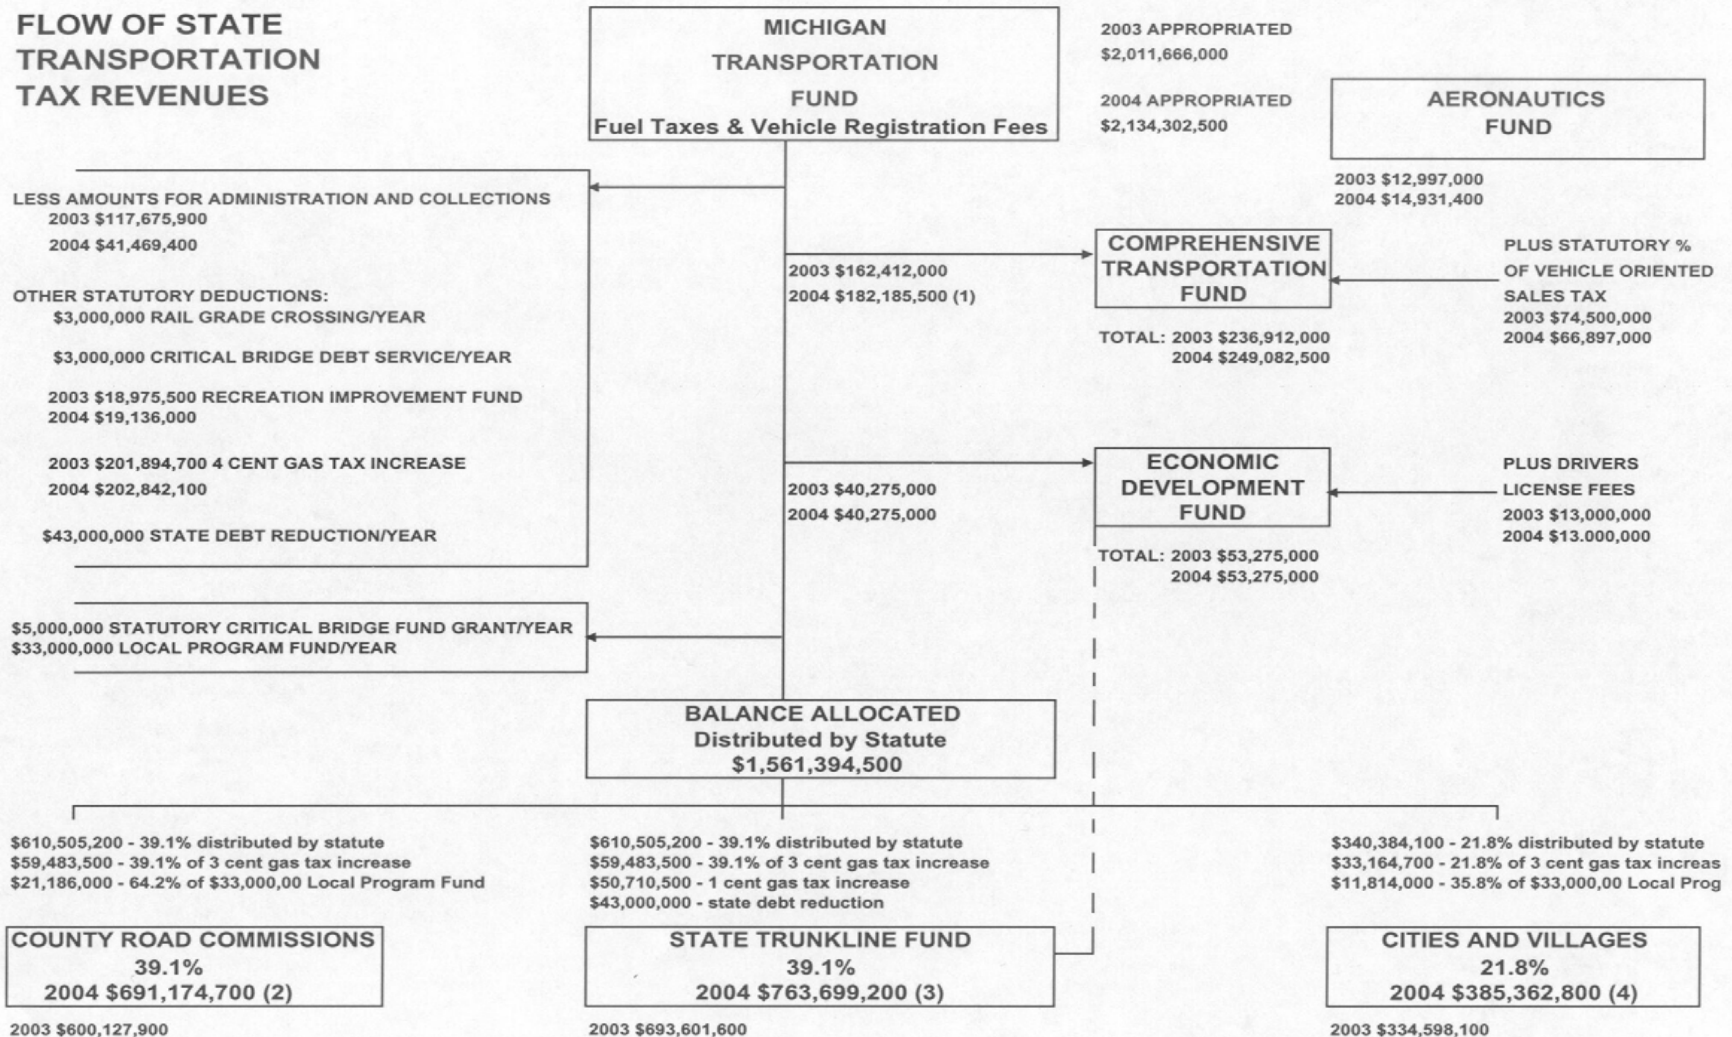 FLOW OF STATE
TRANSPORTATION
TAX REVENUES
MICHIGAN
TRANSPORTATION
FUND
Fuel Taxes & Vehicle Registration Fees
2003 APPROPRIATED
$2,011,666,000
2004 APPROPRIATED
$2,134,302,500
AERONAUTICS
FUND
2003 $12,997,000
2004 $14,931,400
LESS AMOUNTS FOR ADMINISTRATION AND COLLECTIONS
2003 $117,675,900
2004 $41,469,400
OTHER STATUTORY DEDUCTIONS:
$3,000,000 RAIL GRADE CROSSING/YEAR
$3,000,000 CRITICAL BRIDGE DEBT SERVICE/YEAR
2003 $18,975,500 RECREATION IMPROVEMENT FUND
2004 $19,136,000
2003 $201,894,700 4 CENT GAS TAX INCREASE
2004 $202,842,100
$43,000,000 STATE DEBT REDUCTION/YEAR
2003 $162,412,000
2004 $182,185,500 (1)
COMPREHENSIVE
TRANSPORTATION
FUND
TOTAL: 2003 $236,912,000
2004 $249,082,500
PLUS STATUTORY %
OF VEHICLE ORIENTED
SALES TAX
2003 $74,500,000
2004 $66,897,000
2003 $40,275,000
2004 $40,275,000
ECONOMIC
DEVELOPMENT
FUND
TOTAL: 2003 $53,275,000
2004 $53,275,000
PLUS DRIVERS
LICENSE FEES
2003 $13,000,000
2004 $13.000,000
$5,000,000 STATUTORY CRITICAL BRIDGE FUND GRANT/YEAR
$33,000,000 LOCAL PROGRAM FUND/YEAR
BALANCE ALLOCATED
Distributed by Statute
$1,561,394,500
$610,505,200 - 39.1% distributed by statute
$59,483,500 - 39.1% of 3 cent gas tax increase
$21,186,000 - 64.2% of $33,000,00 Local Program Fund
$610,505,200 - 39.1% distributed by statute
$59,483,500 - 39.1% of 3 cent gas tax increase
$50,710,500 - 1 cent gas tax increase
$43,000,000 - state debt reduction
$340,384,100 - 21.8% distributed by statute
$33,164,700 - 21.8% of 3 cent gas tax increas
$11,814,000 - 35.8% of $33,000,00 Local Prog
COUNTY ROAD COMMISSIONS
39.1%
2004 $691,174,700 (2)
2003 $600,127,900
STATE TRUNKLINE FUND
39.1%
2004 $763,699,200 (3)
2003 $693,601,600
CITIES AND VILLAGES
21.8%
2004 $385,362,800 (4)
2003 $334,598,100